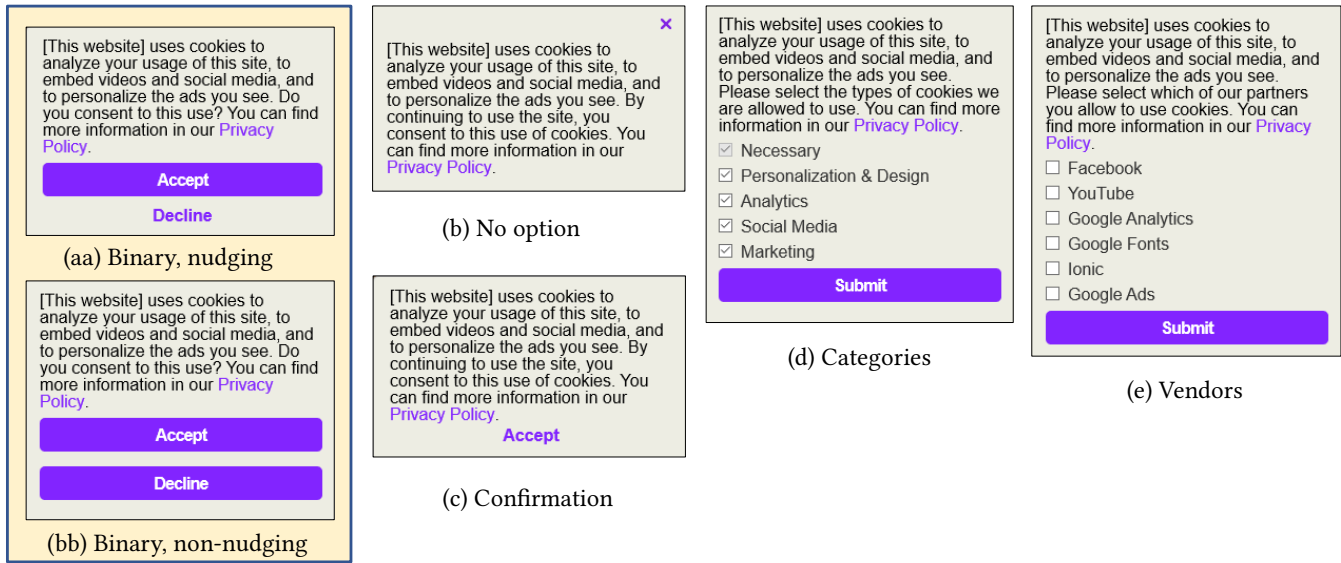 [This website] uses cookies to
analyze your usage of this site, to
embed videos and social media, and
to personalize the ads you see. Do
you consent to this use? You can find
more information in our Privacy
Policy.
Accept
Decline
(aa) Binary, nudging
[This website] uses cookies to
analyze your usage of this site, to
embed videos and social media, and
to personalize the ads you see. Do
you consent to this use? You can find
more information in our Privacy
Policy.
Accept
Decline
(bb) Binary, non-nudging
×
[This website] uses cookies to
analyze your usage of this site, to
embed videos and social media, and
to personalize the ads you see. By
continuing to use the site, you
consent to this use of cookies. You
can find more information in our
Privacy Policy.
(b) No option
[This website] uses cookies to
analyze your usage of this site, to
embed videos and social media, and
to personalize the ads you see. By
continuing to use the site, you
consent to this use of cookies. You
can find more information in our
Privacy Policy.
Accept
(c) Confirmation
[This website] uses cookies to
analyze your usage of this site, to
embed videos and social media, and
to personalize the ads you see.
Please select the types of cookies we
are allowed to use. You can find more
information in our Privacy Policy.
Necessary
Personalization & Design
Analytics
Social Media
Marketing
Submit
(d) Categories
[This website] uses cookies to
analyze your usage of this site, to
embed videos and social media, and
to personalize the ads you see.
Please select which of our partners
you allow to use cookies. You can
find more information in our Privacy
Policy.
Facebook
YouTube
Google Analytics
Google Fonts
Ionic
Google Ads
Submit
(e) Vendors